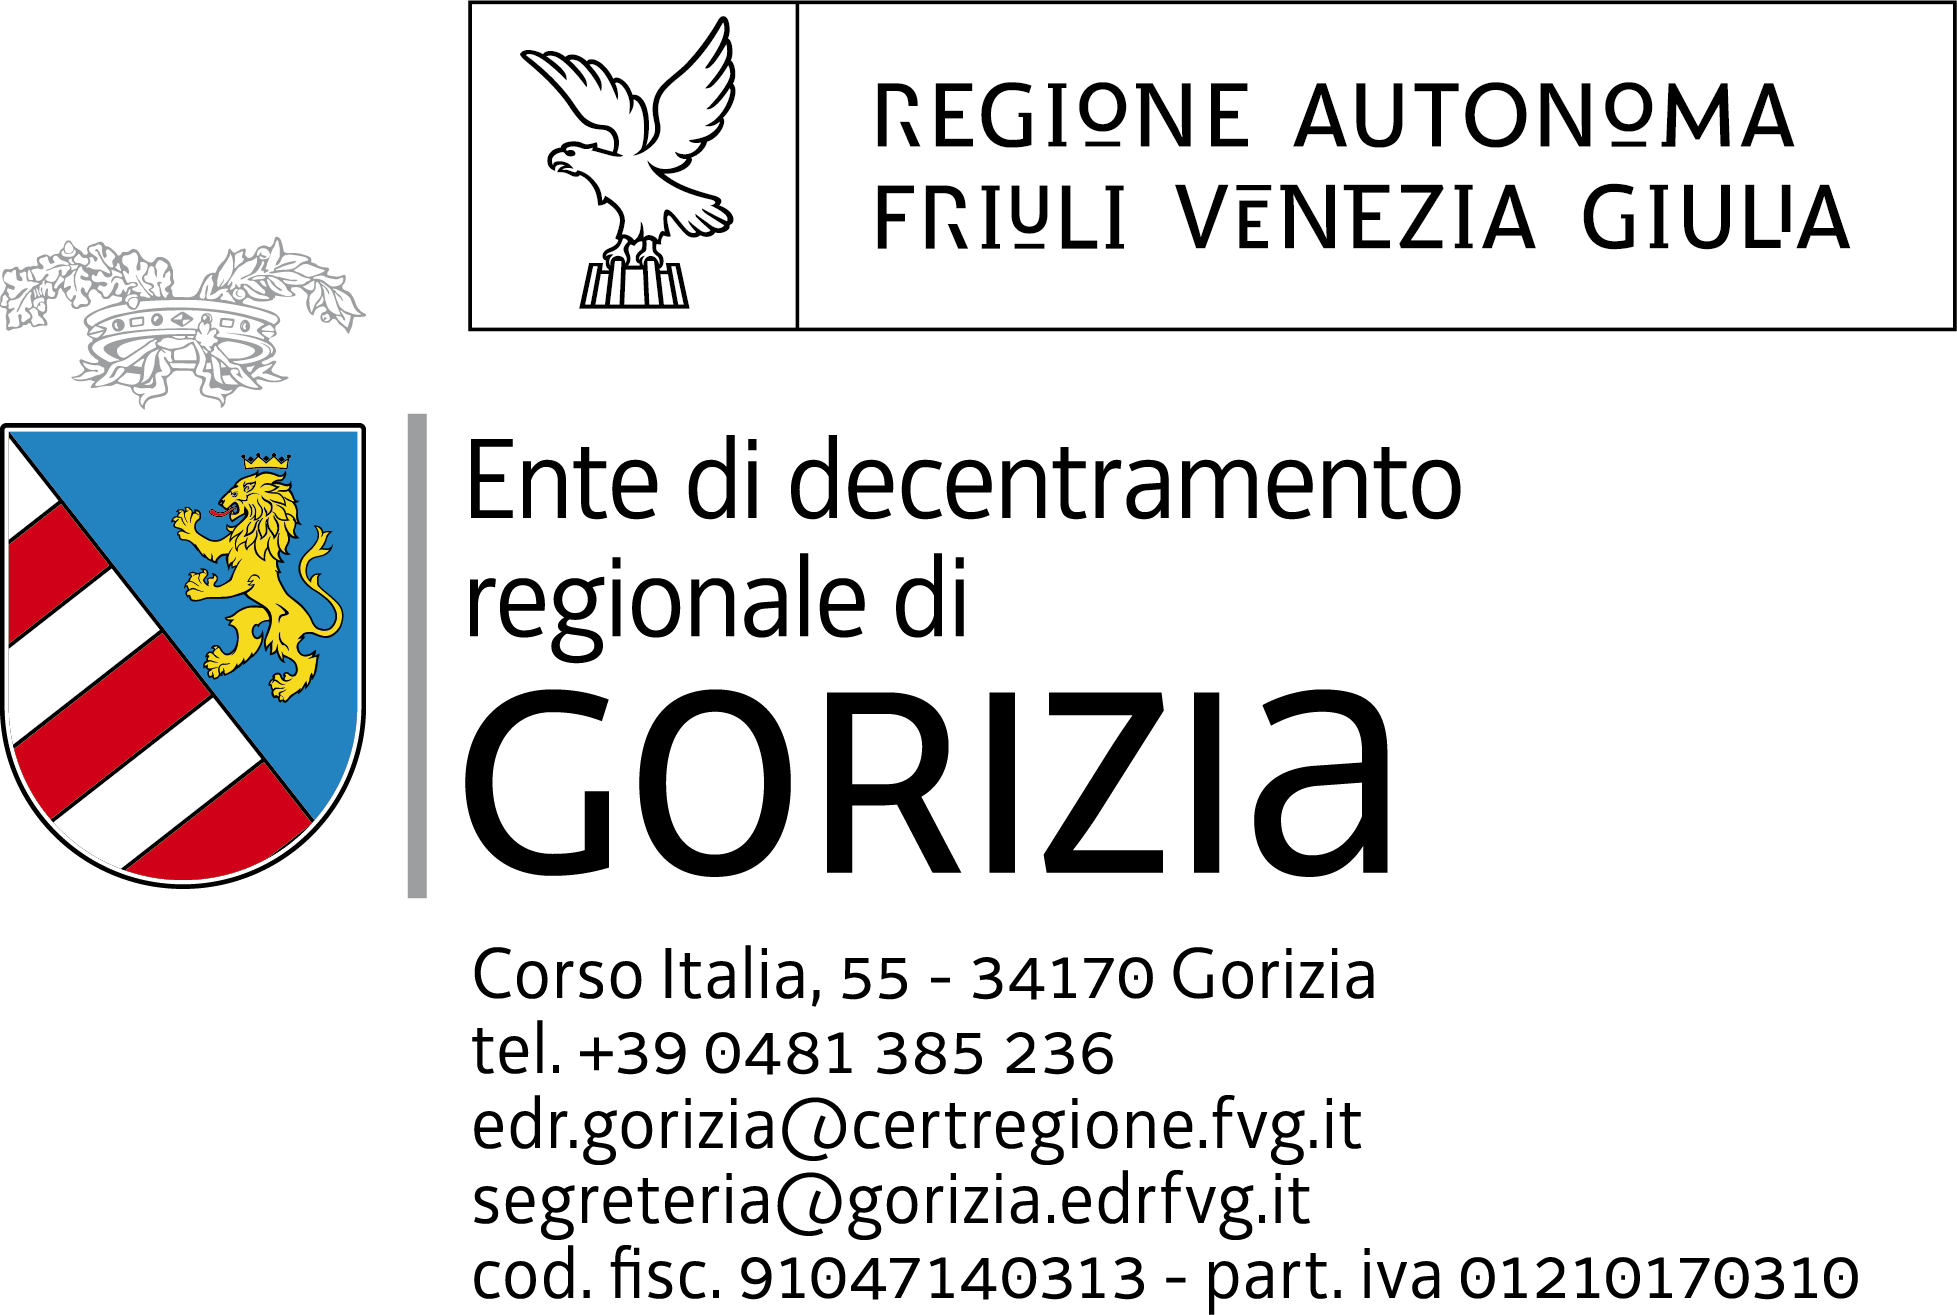 REGIONE AUTONOMA
FRIULI VENEZIA GIULIA
Ente di decentramento
regionale di
GORIZIa
Corso Italia, 55 - 34170 Gorizia
tel. +39 0481 385 236
edr.gorizia@certregione.fvg.it
segreteria@gorizia.edrfvg.it
cod. fisc. 91047140313 - part. iva 01210170310